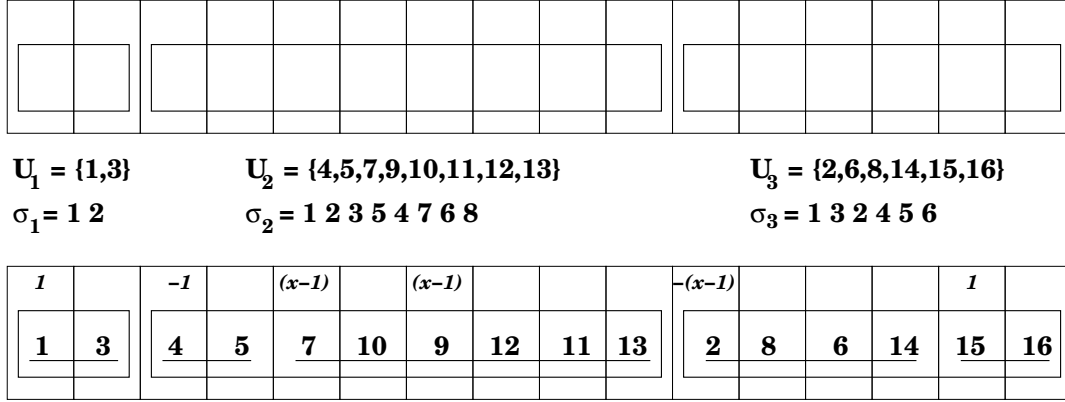 U₁ = {1,3} U₂ = {4,5,7,9,10,11,12,13} U₃ = {2,6,8,14,15,16}
σ₁ = 1 2 σ₂ = 1 2 3 5 4 7 6 8 σ₃ = 1 3 2 4 5 6
1 −1 (x−1) (x−1) −(x−1) 1
1 3 4 5 7 10 9 12 11 13 2 8 6 14 15 16